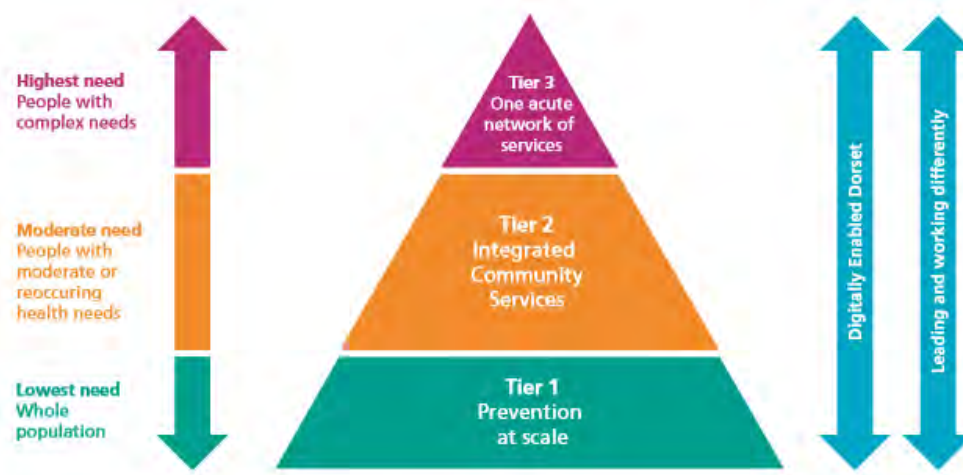 Highest need
People with
complex needs
Moderate need
People with
moderate or
reoccuring
health needs
Lowest need
Whole
population
Tier 3
One acute
network of
services
Tier 2
Integrated
Community
Services
Tier 1
Prevention
at scale
Digitally Enabled Dorset
Leading and working differently